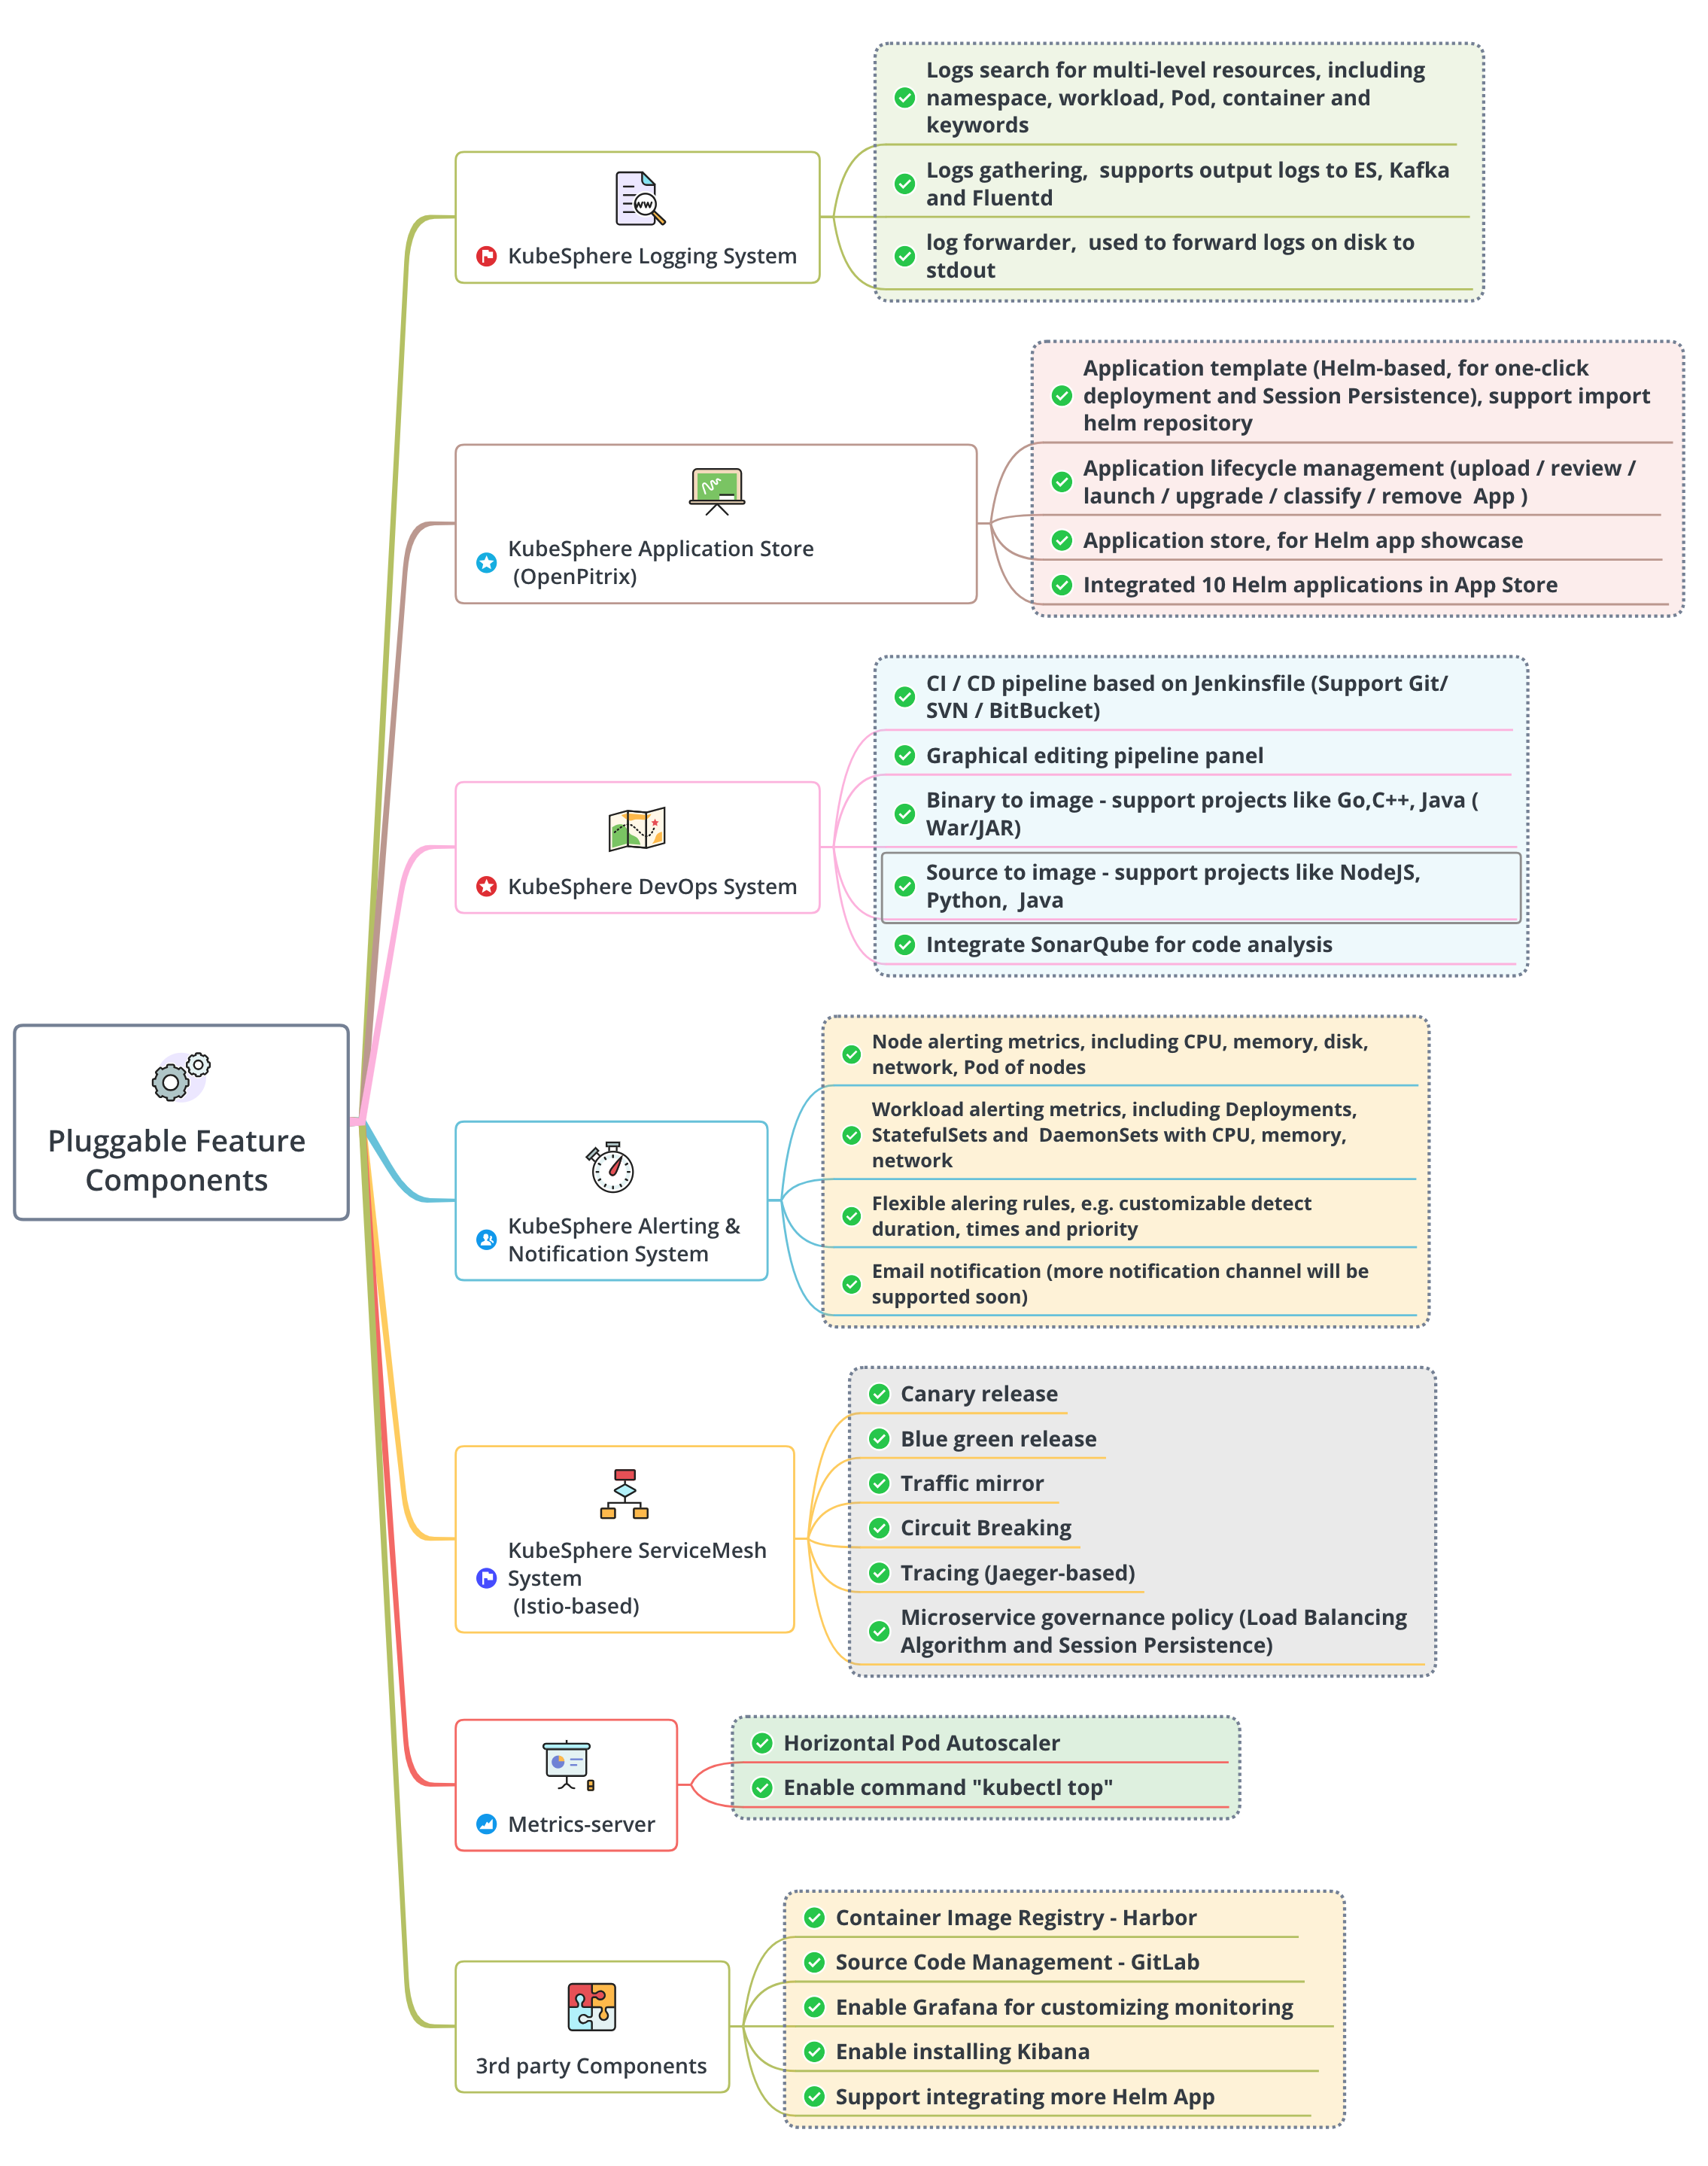 Pluggable Feature
Components
KubeSphere Logging System
Logs search for multi-level resources, including
namespace, workload, Pod, container and
keywords
Logs gathering,  supports output logs to ES, Kafka
and Fluentd
log forwarder,  used to forward logs on disk to
stdout
KubeSphere Application Store
(OpenPitrix)
Application template (Helm-based, for one-click
deployment and Session Persistence), support import
helm repository
Application lifecycle management (upload / review /
launch / upgrade / classify / remove  App )
Application store, for Helm app showcase
Integrated 10 Helm applications in App Store
KubeSphere DevOps System
CI / CD pipeline based on Jenkinsfile (Support Git/
SVN / BitBucket)
Graphical editing pipeline panel
Binary to image - support projects like Go,C++, Java (
War/JAR)
Source to image - support projects like NodeJS,
Python,  Java
Integrate SonarQube for code analysis
KubeSphere Alerting &
Notification System
Node alerting metrics, including CPU, memory, disk,
network, Pod of nodes
Workload alerting metrics, including Deployments,
StatefulSets and  DaemonSets with CPU, memory,
network
Flexible alering rules, e.g. customizable detect
duration, times and priority
Email notification (more notification channel will be
supported soon)
KubeSphere ServiceMesh
System
(Istio-based)
Canary release
Blue green release
Traffic mirror
Circuit Breaking
Tracing (Jaeger-based)
Microservice governance policy (Load Balancing
Algorithm and Session Persistence)
Metrics-server
Horizontal Pod Autoscaler
Enable command "kubectl top"
3rd party Components
Container Image Registry - Harbor
Source Code Management - GitLab
Enable Grafana for customizing monitoring
Enable installing Kibana
Support integrating more Helm App